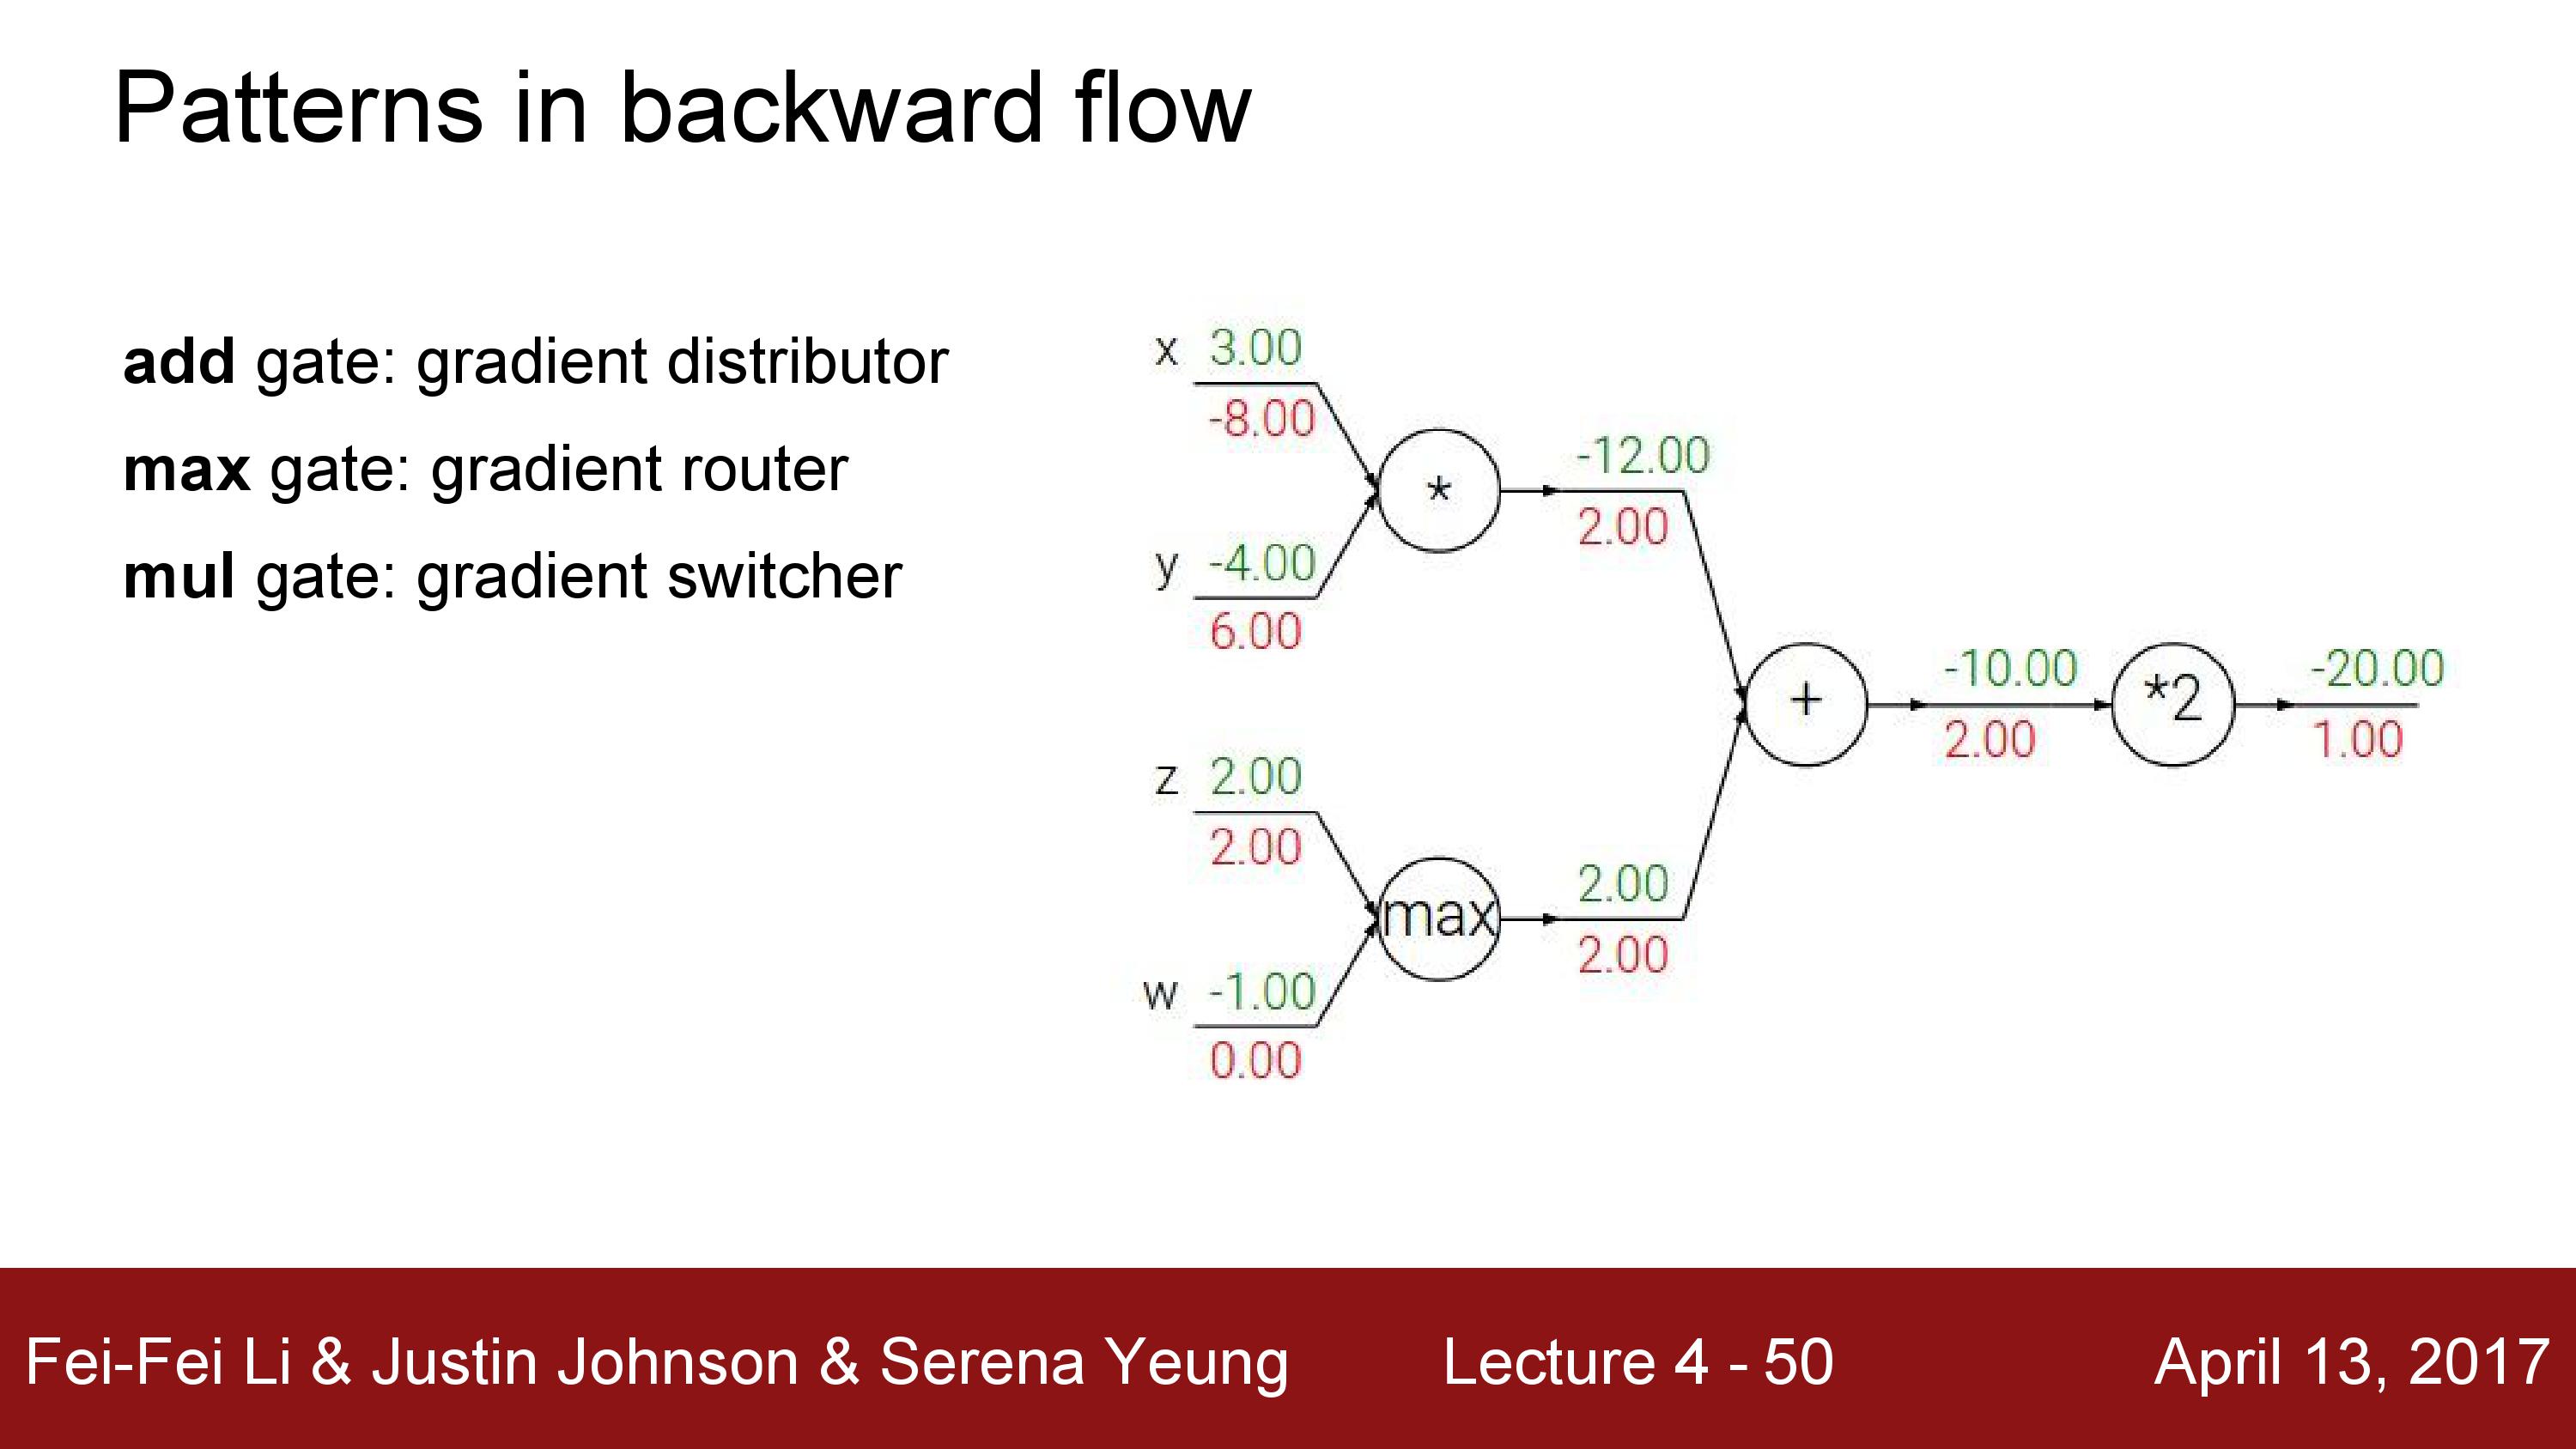 Patterns in backward flow
add gate: gradient distributor
max gate: gradient router
mul gate: gradient switcher
x 3.00
-8.00
*
-12.00
2.00
y -4.00
6.00
+
-10.00
2.00
*2
-20.00
1.00
z 2.00
2.00
max
2.00
2.00
w -1.00
0.00
Fei-Fei Li & Justin Johnson & Serena Yeung Lecture 4 - 50 April 13, 2017